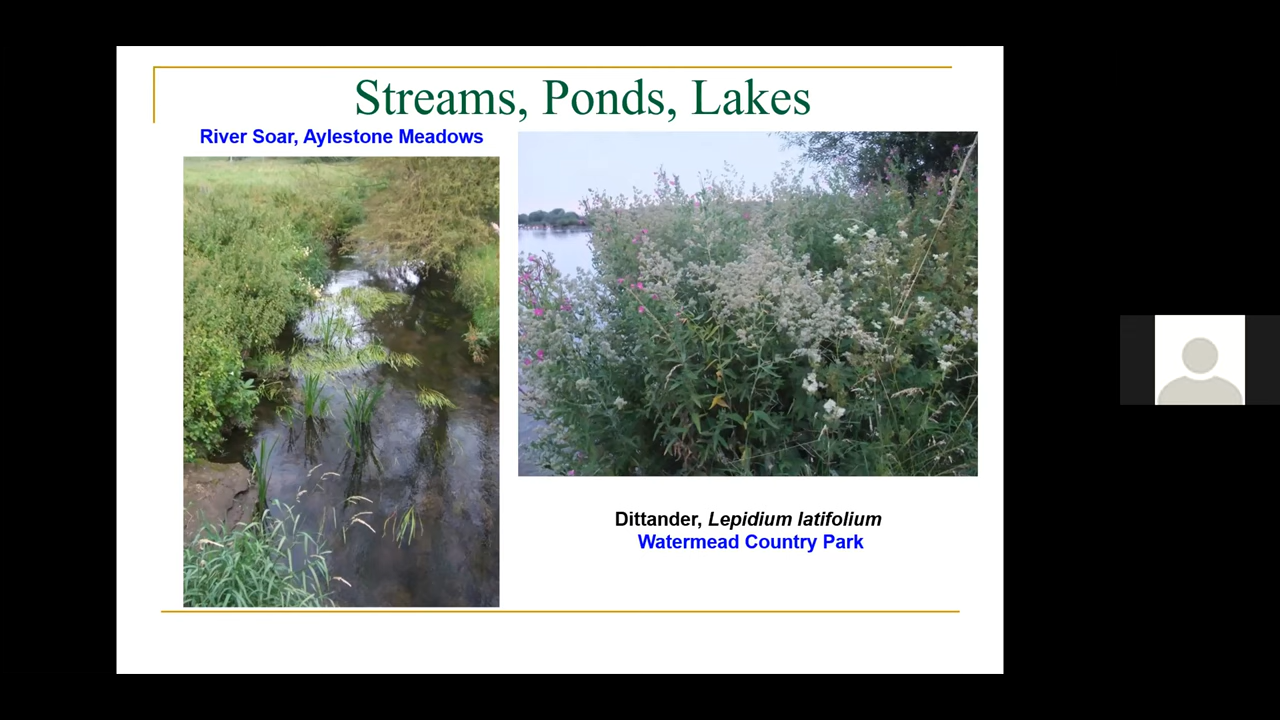 Streams, Ponds, Lakes
River Soar, Aylestone Meadows
Dittander, Lepidium latifolium
Watermead Country Park